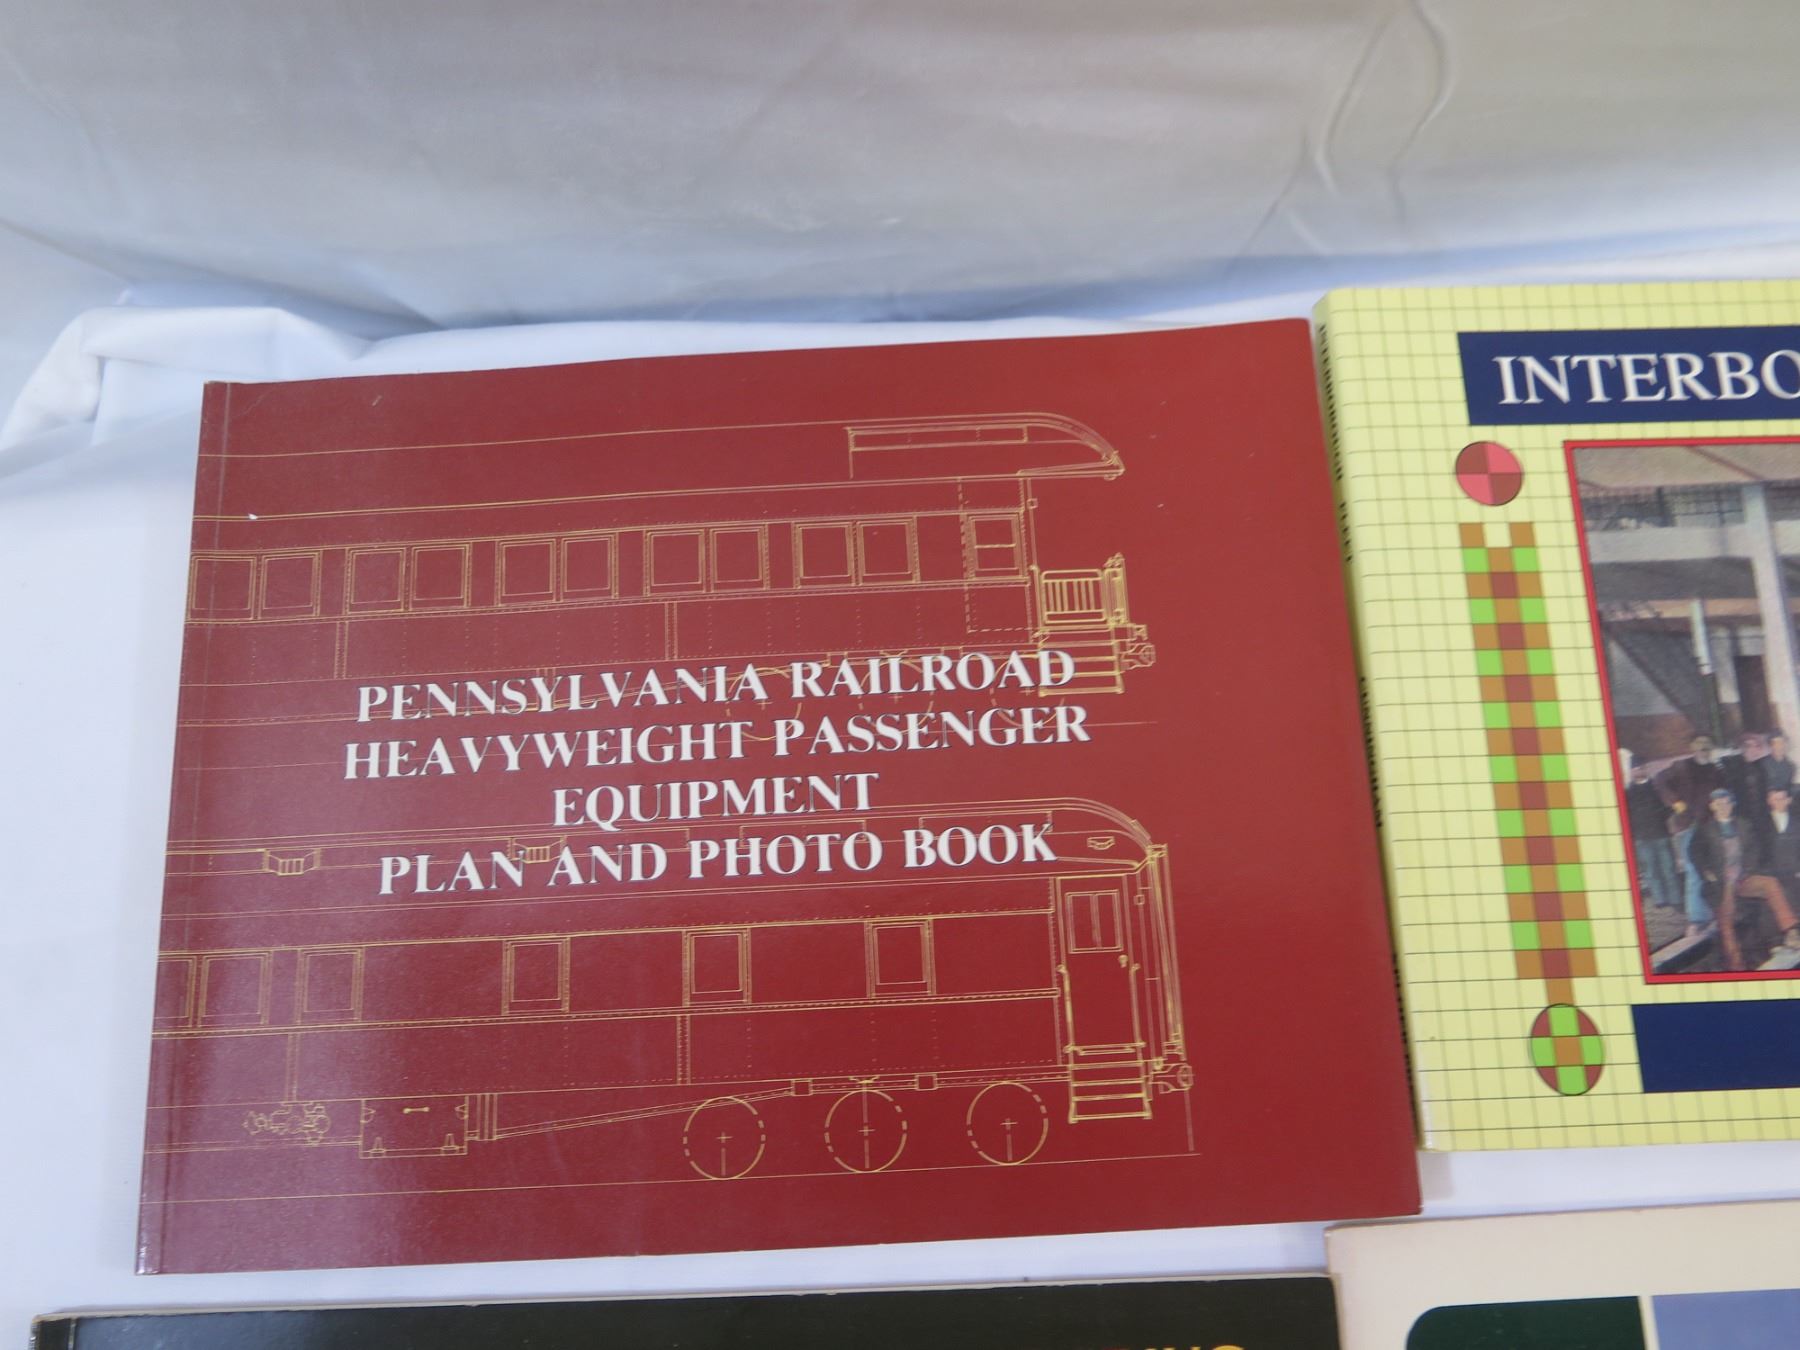 PENNSYLVANIA RAILROAD
HEAVYWEIGHT PASSENGER
EQUIPMENT
PLAN AND PHOTO BOOK
INTERBO